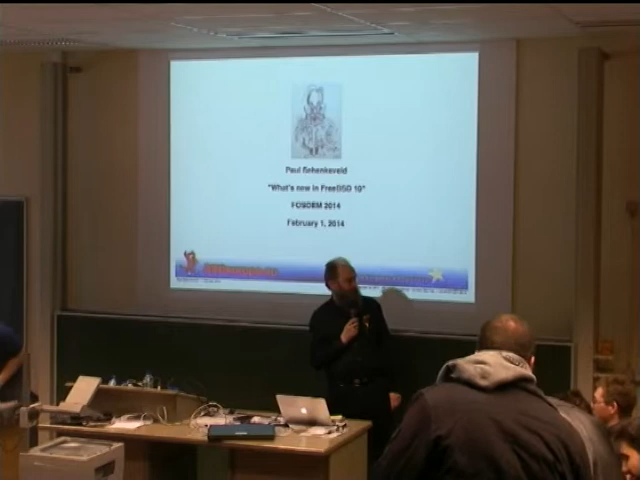 Paul Schenkeveld
"What's new in FreeBSD 10"
FOSDEM 2014
February 1, 2014